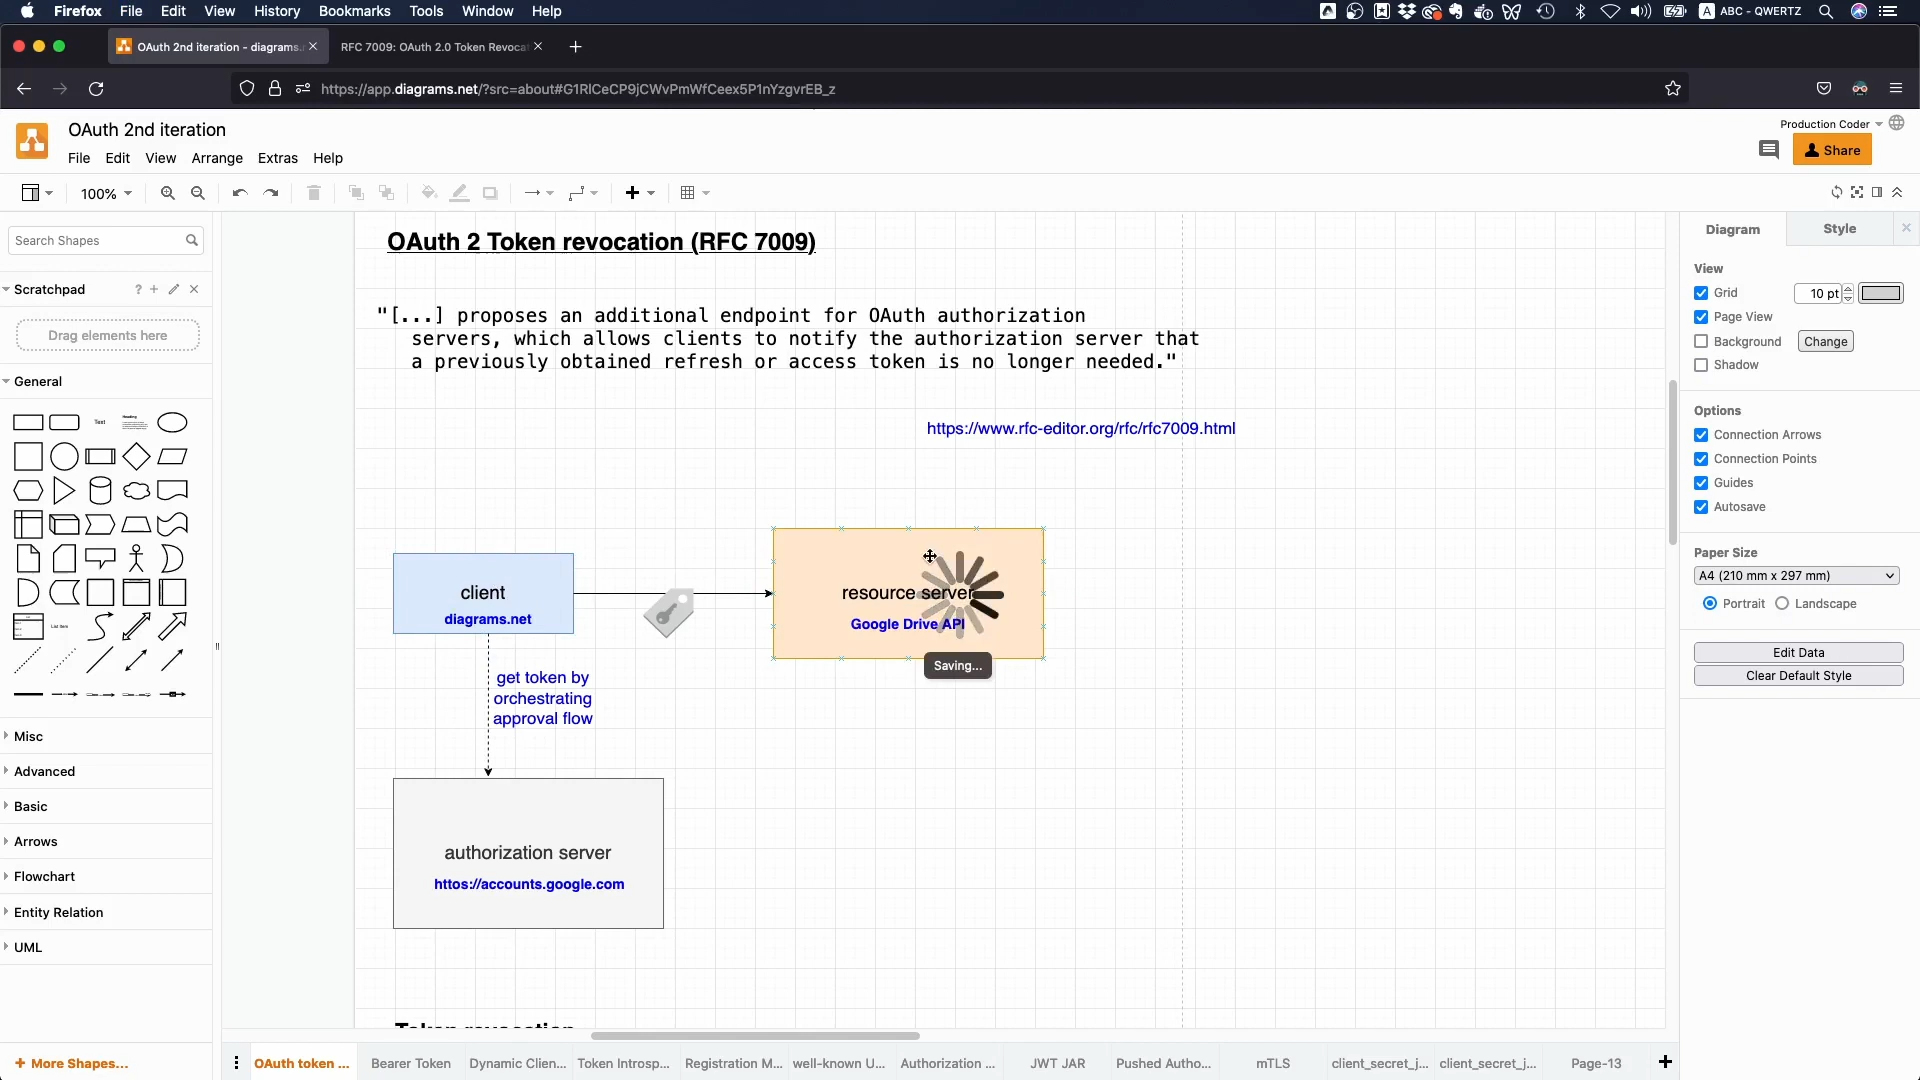 Firefox File Edit View History Bookmarks Tools Window Help
A ABC - QWERTZ
OAuth 2nd iteration - diagrams.
RFC 7009: OAuth 2.0 Token Revocat
https://app.diagrams.net/?src=about#G1RlCeCP9jCWvPmWfCeex5P1nYzgvrEB_z
OAuth 2nd iteration
Production Coder
File Edit View Arrange Extras Help
Share
100%
Search Shapes
Scratchpad
?
Drag elements here
General
Text
Heading
List Item
Misc
Advanced
Basic
Arrows
Flowchart
Entity Relation
UML
+ More Shapes...
OAuth 2 Token revocation (RFC 7009)
"[...] proposes an additional endpoint for OAuth authorization
servers, which allows clients to notify the authorization server that
a previously obtained refresh or access token is no longer needed."
https://www.rfc-editor.org/rfc/rfc7009.html
client
diagrams.net
resource server
Google Drive API
Saving...
get token by
orchestrating
approval flow
authorization server
httos://accounts.google.com
Token revocation
Diagram Style
View
Grid 10 pt
Page View
Background Change
Shadow
Options
Connection Arrows
Connection Points
Guides
Autosave
Paper Size
A4 (210 mm x 297 mm)
Portrait Landscape
Edit Data
Clear Default Style
OAuth token ... Bearer Token Dynamic Clien... Token Introsp... Registration M... well-known U... Authorization ... JWT JAR Pushed Autho... mTLS client_secret_j... client_secret_j... Page-13